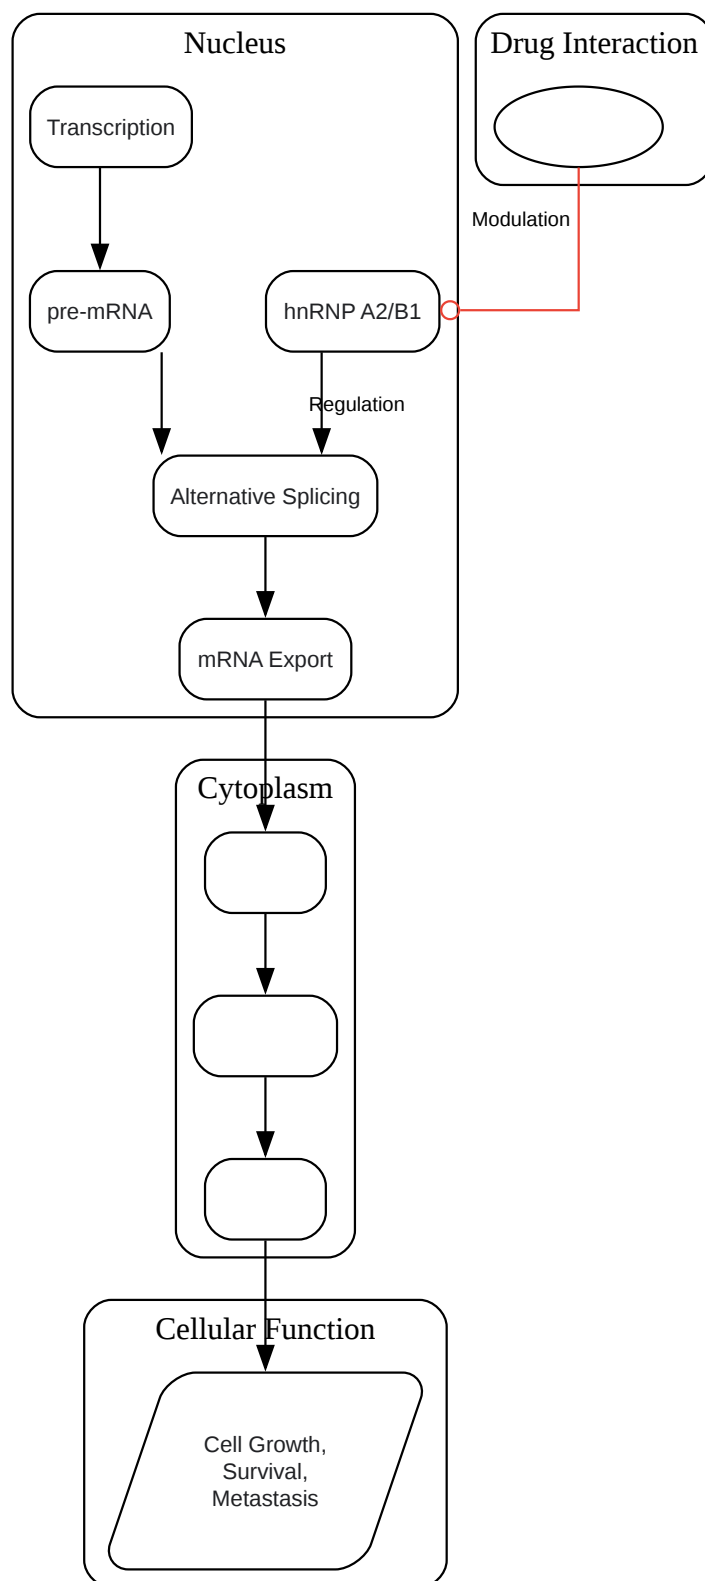 Nucleus
Drug Interaction
Transcription
Modulation
pre-mRNA
hnRNP A2/B1
Regulation
Alternative Splicing
mRNA Export
Cytoplasm
Cellular Function
Cell Growth,
Survival,
Metastasis